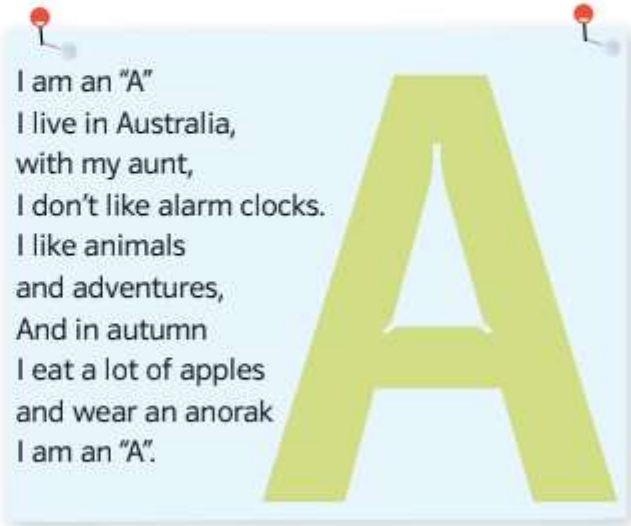 I am an “A”
I live in Australia,
with my aunt,
I don’t like alarm clocks.
I like animals
and adventures,
And in autumn
I eat a lot of apples
and wear an anorak
I am an “A”.
A